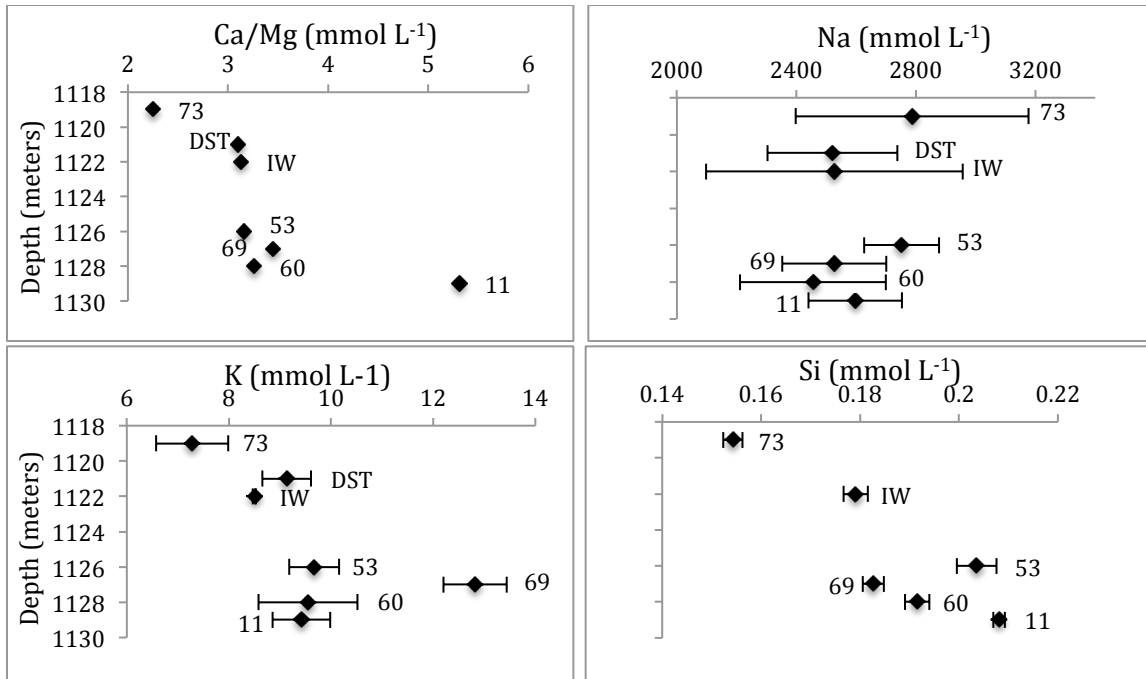 Ca/Mg (mmol L-1)
2 3 4 5 6
Depth (meters)
1118
1120
1122
1124
1126
1128
1130
73
DST
IW
53
69
60
11
Na (mmol L-1)
2000 2400 2800 3200
73
DST
IW
53
69
60
11
K (mmol L-1)
6 8 10 12 14
Depth (meters)
1118
1120
1122
1124
1126
1128
1130
73
DST
IW
53
69
60
11
Si (mmol L-1)
0.14 0.16 0.18 0.2 0.22
73
IW
53
69
60
11